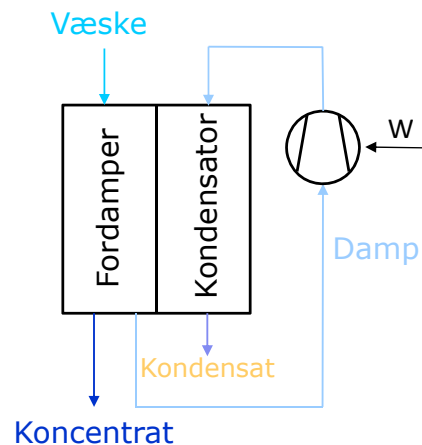 Væske
Fordamper
Kondensator
W
Damp
Kondensat
Koncentrat